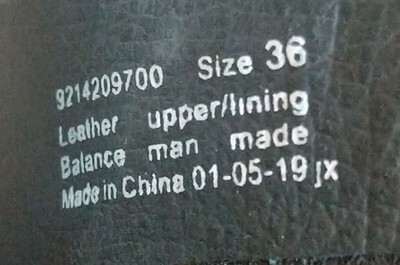 9214209700 Size 36
Leather upper/lining
Balance man made
Made in China 01-05-19 jx